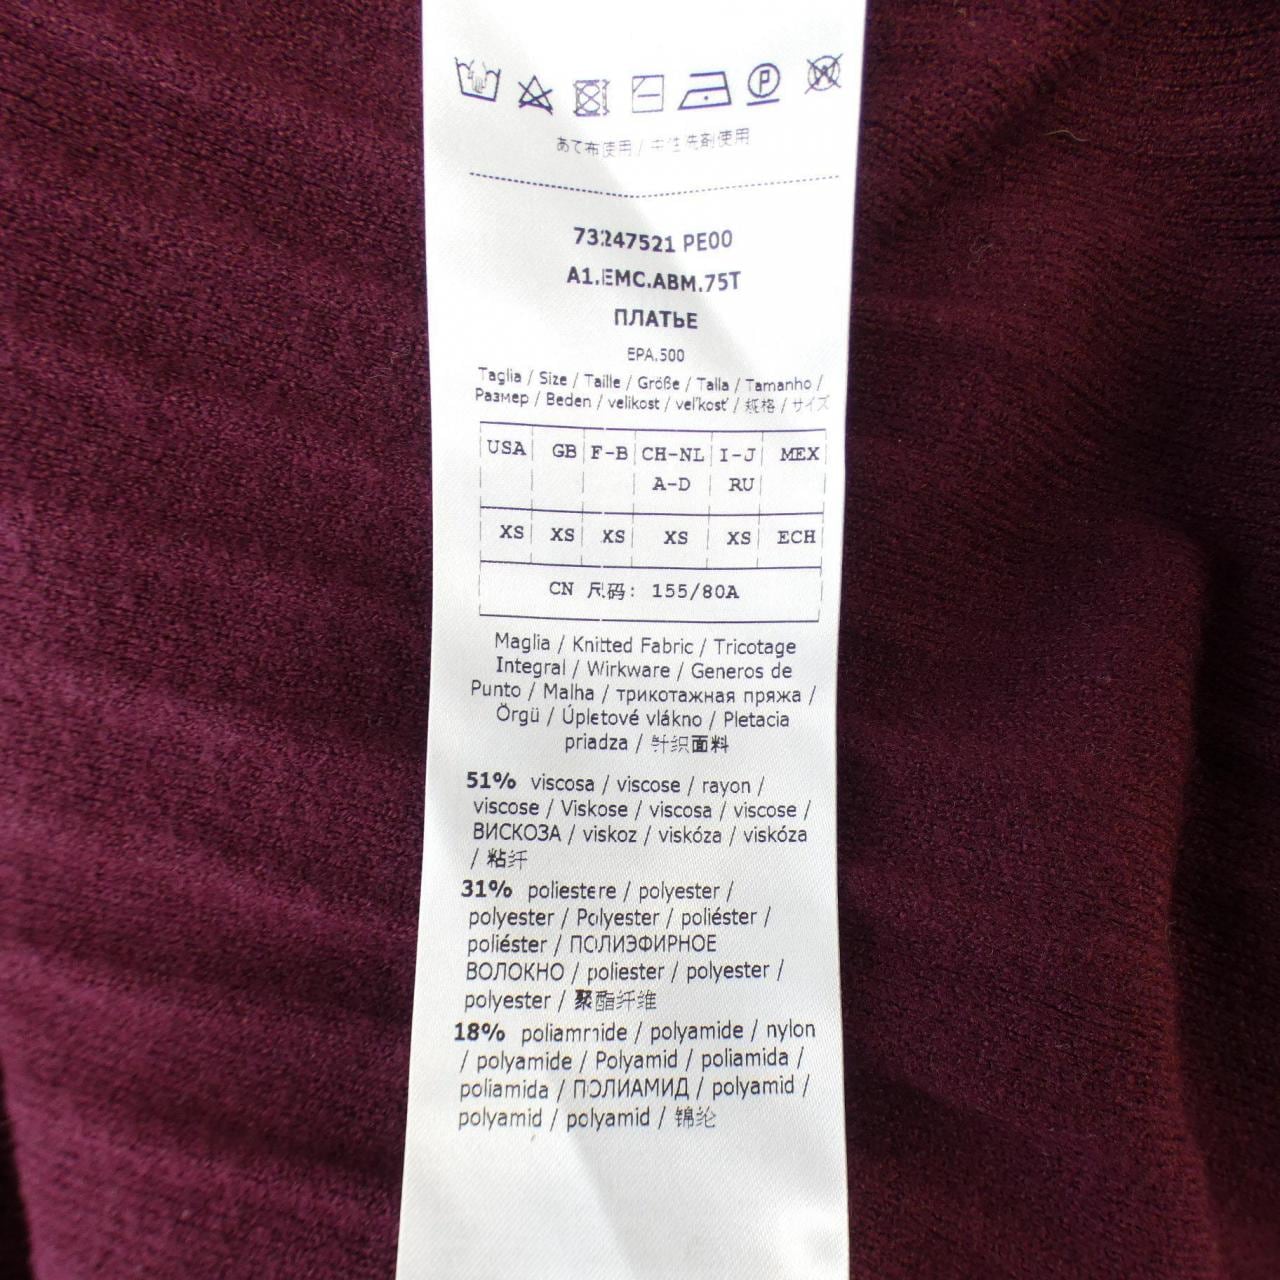 あて布使用 / 中性洗剤使用
73247521 PE00
A1.EMC.ABM.75T
ПЛАТЬЕ
EPA.500
Taglia / Size / Taille / Größe / Talla / Tamanho /
Размер / Beden / velikost / veľkosť / 规格 / サイズ
USA GB F-B CH-NL I-J MEX
A-D RU
XS XS XS XS XS ECH
CN 尺码: 155/80A
Maglia / Knitted Fabric / Tricotage
Integral / Wirkware / Generos de
Punto / Malha / трикотажная пряжа /
Örgü / Úpletové vlákno / Pletacia
priadza / 针织面料
51% viscosa / viscose / rayon /
viscose / Viskose / viscosa / viscose /
ВИСКОЗА / viskoz / viskóza / viskóza
/ 粘纤
31% poliestere / polyester /
polyester / Polyester / poliéster /
poliéster / ПОЛИЭФИРНОЕ
ВОЛОКНО / poliester / polyester /
polyester / 聚酯纤维
18% poliammide / polyamide / nylon
/ polyamide / Polyamid / poliamida /
poliamida / ПОЛИАМИД / polyamid /
polyamid / polyamid / 锦纶